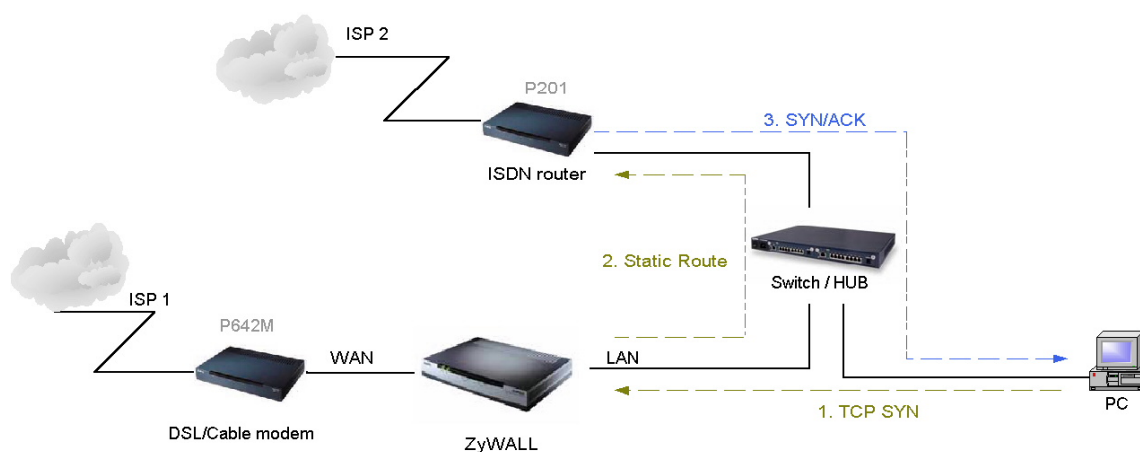 ISP 2
P201
3. SYN/ACK
ISDN router
2. Static Route
Switch / HUB
ISP 1
P642M
WAN
LAN
1. TCP SYN
PC
DSL/Cable modem
ZyWALL